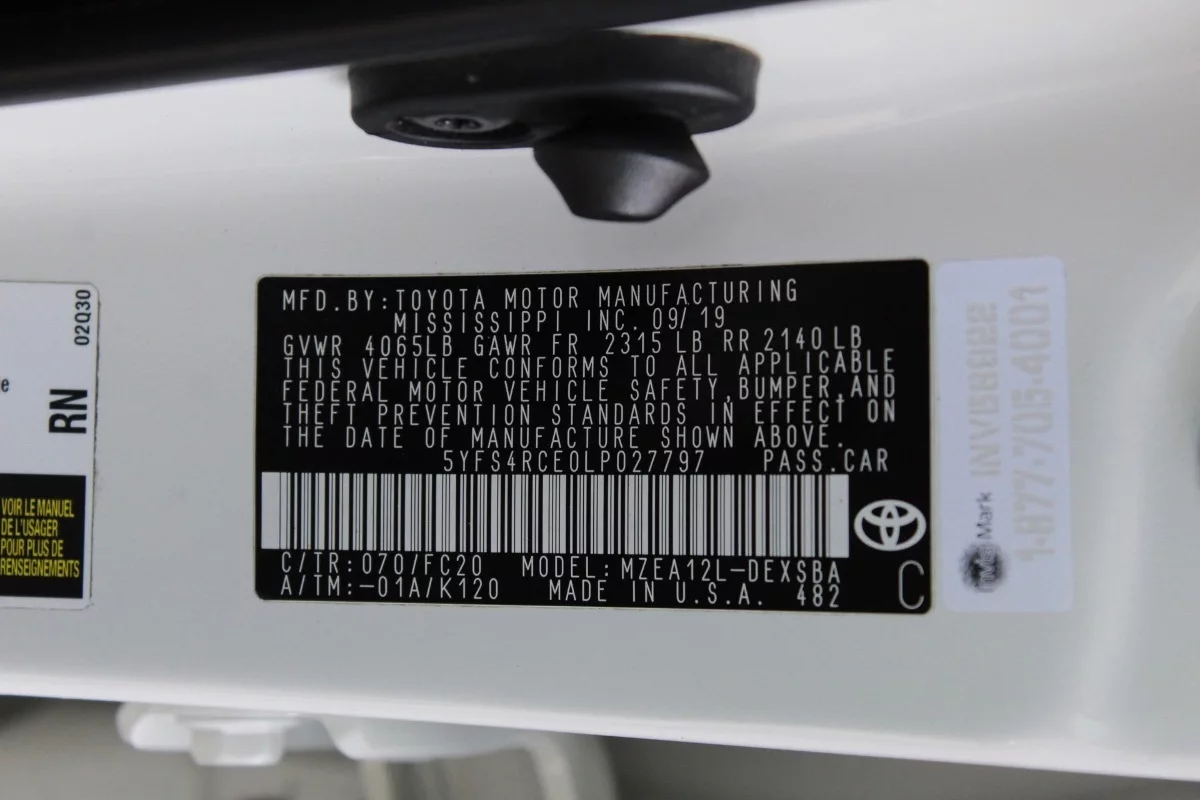 02Q30
RN
VOIR LE MANUEL
DE L'USAGER
POUR PLUS DE
RENSEIGNEMENTS
MFD. BY: TOYOTA MOTOR MANUFACTURING
MISSISSIPPI INC. 09/19
GVWR 4065LB GAWR FR 2315 LB RR 2140 LB
THIS VEHICLE CONFORMS TO ALL APPLICABLE
FEDERAL MOTOR VEHICLE SAFETY, BUMPER, AND
THEFT PREVENTION STANDARDS IN EFFECT ON
THE DATE OF MANUFACTURE SHOWN ABOVE.
5YFS4RCE0LP027797 PASS.CAR
C/TR: 070/FC20 MODEL: MZEA12L-DEXSBA
A/TM: -01A/K120 MADE IN U.S.A. 482
C
Mark
1-877-705-4001